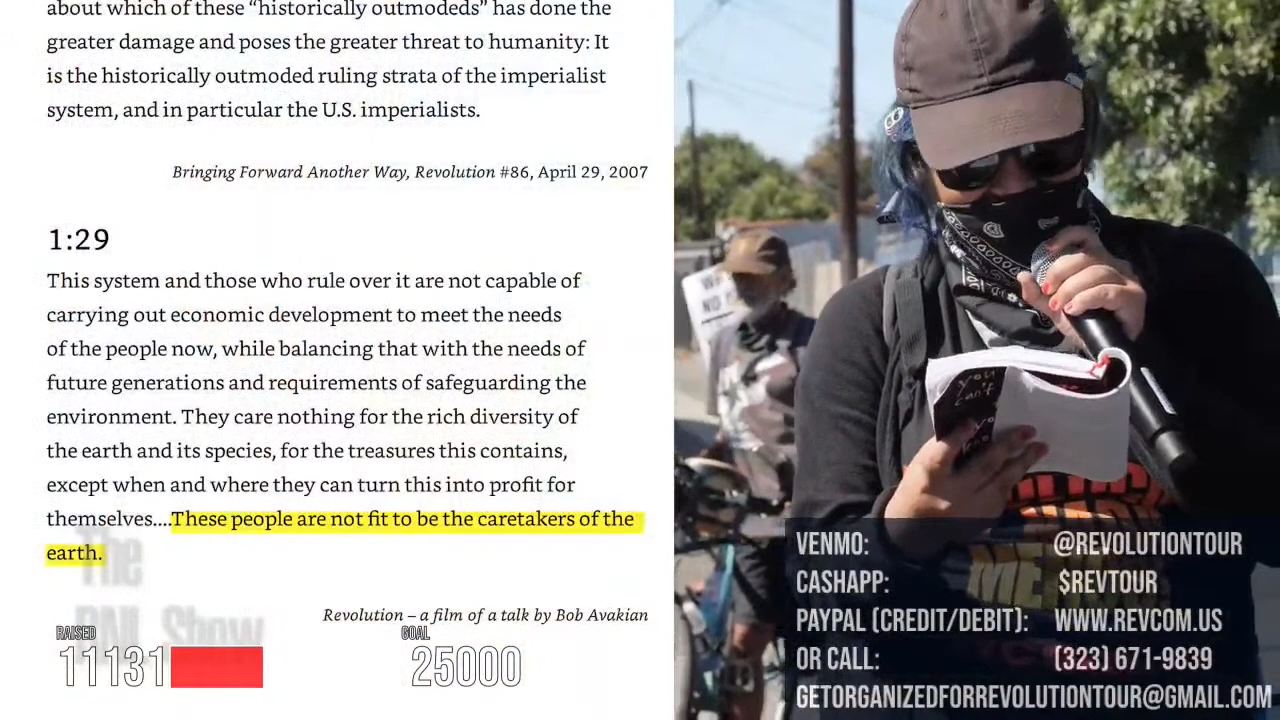 about which of these “historically outmodeds” has done the
greater damage and poses the greater threat to humanity: It
is the historically outmoded ruling strata of the imperialist
system, and in particular the U.S. imperialists.
Bringing Forward Another Way, Revolution #86, April 29, 2007
1:29
This system and those who rule over it are not capable of
carrying out economic development to meet the needs
of the people now, while balancing that with the needs of
future generations and requirements of safeguarding the
environment. They care nothing for the rich diversity of
the earth and its species, for the treasures this contains,
except when and where they can turn this into profit for
themselves....These people are not fit to be the caretakers of the
earth.
Revolution – a film of a talk by Bob Avakian
The
RNL Show
RAISED
11131
GOAL
25000
you
can't
VENMO: @REVOLUTIONTOUR
CASHAPP: $REVTOUR
PAYPAL (CREDIT/DEBIT): WWW.REVCOM.US
OR CALL: (323) 671-9839
GETORGANIZEDFORREVOLUTIONTOUR@GMAIL.COM